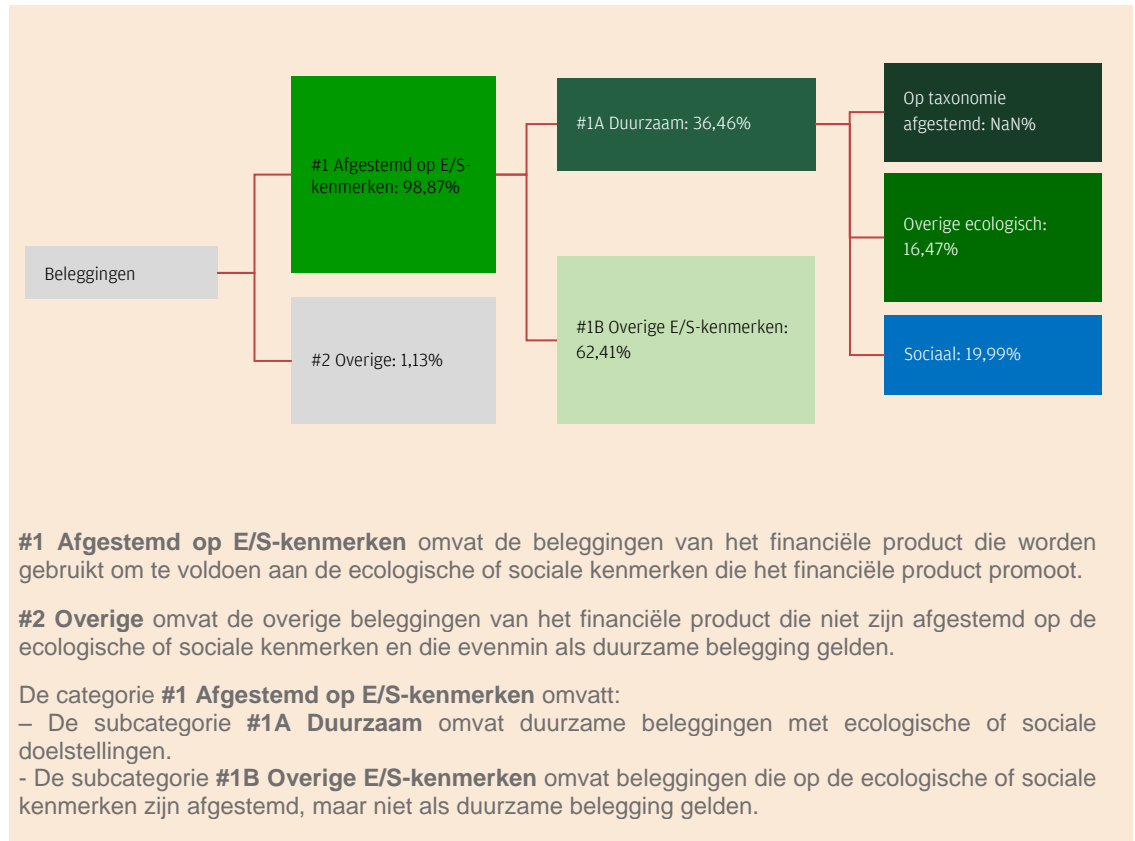 Beleggingen
#1 Afgestemd op E/S-
kenmerken: 98,87%
#2 Overige: 1,13%
#1A Duurzaam: 36,46%
#1B Overige E/S-kenmerken:
62,41%
Op taxonomie
afgestemd: NaN%
Overige ecologisch:
16,47%
Sociaal: 19,99%
#1 Afgestemd op E/S-kenmerken omvat de beleggingen van het financiële product die worden
gebruikt om te voldoen aan de ecologische of sociale kenmerken die het financiële product promoot.
#2 Overige omvat de overige beleggingen van het financiële product die niet zijn afgestemd op de
ecologische of sociale kenmerken en die evenmin als duurzame belegging gelden.
De categorie #1 Afgestemd op E/S-kenmerken omvatt:
– De subcategorie #1A Duurzaam omvat duurzame beleggingen met ecologische of sociale
doelstellingen.
- De subcategorie #1B Overige E/S-kenmerken omvat beleggingen die op de ecologische of sociale
kenmerken zijn afgestemd, maar niet als duurzame belegging gelden.